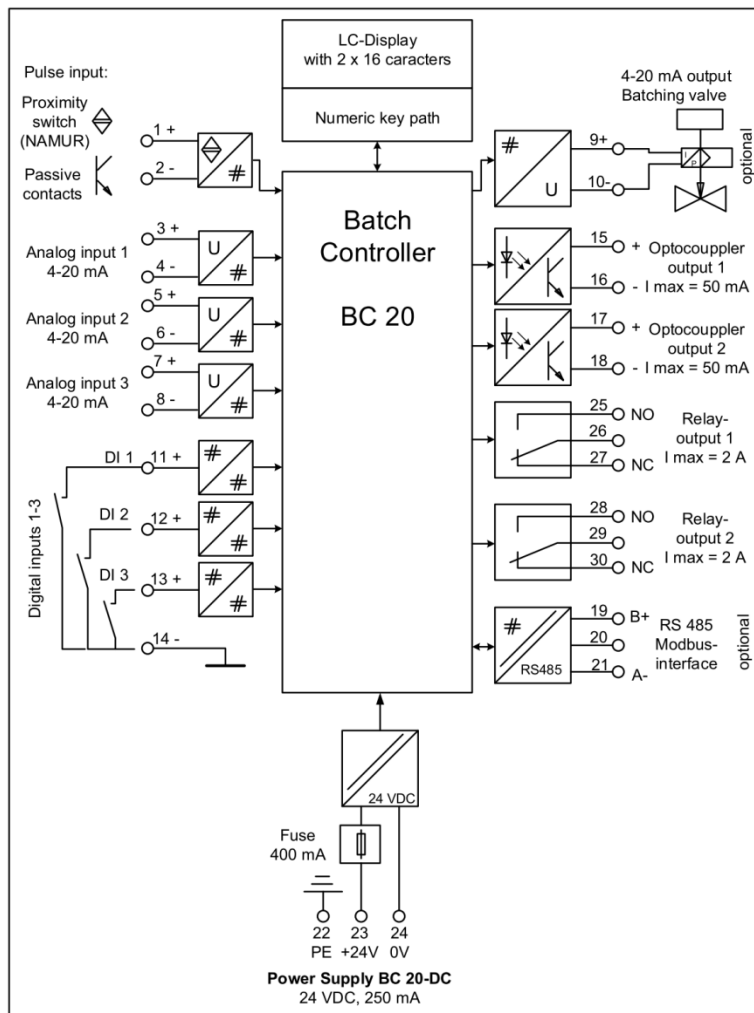 LC-Display
with 2 x 16 caracters
Numeric key path
Pulse input:
Proximity
switch
(NAMUR)
Passive
contacts
1 +
2 -
#
Analog input 1
4-20 mA
3 +
4 -
U
#
Analog input 2
4-20 mA
5 +
6 -
U
#
Analog input 3
4-20 mA
7 +
8 -
U
#
Digital inputs 1-3
DI 1
11 +
#
#
DI 2
12 +
#
#
DI 3
13 +
#
#
14 -
Batch
Controller
BC 20
4-20 mA output
Batching valve
optional
#
U
9+
10-
I
P
15
+ Optocouppler
output 1
16
- I max = 50 mA
17
+ Optocouppler
output 2
18
- I max = 50 mA
25
NO
26
27
NC
Relay-
output 1
I max = 2 A
28
NO
29
30
NC
Relay-
output 2
I max = 2 A
#
RS485
19
B+
20
21
A-
RS 485
Modbus-
interface
optional
24 VDC
Fuse
400 mA
22
PE
23
+24V
24
0V
Power Supply BC 20-DC
24 VDC, 250 mA